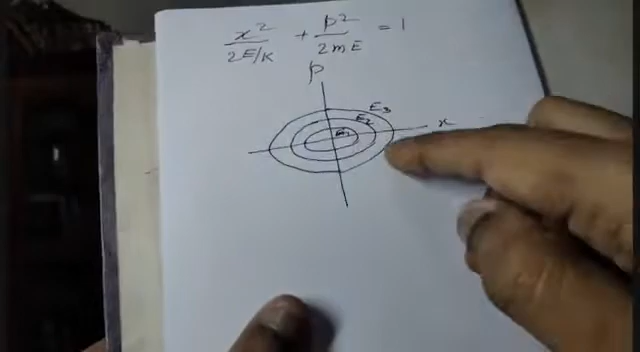 x²/2E/K + p²/2mE = 1
p
E3
E2
x
E1